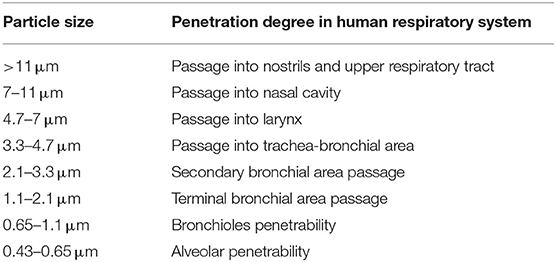 Particle size Penetration degree in human respiratory system
>11 μm Passage into nostrils and upper respiratory tract
7–11 μm Passage into nasal cavity
4.7–7 μm Passage into larynx
3.3–4.7 μm Passage into trachea-bronchial area
2.1–3.3 μm Secondary bronchial area passage
1.1–2.1 μm Terminal bronchial area passage
0.65–1.1 μm Bronchioles penetrability
0.43–0.65 μm Alveolar penetrability